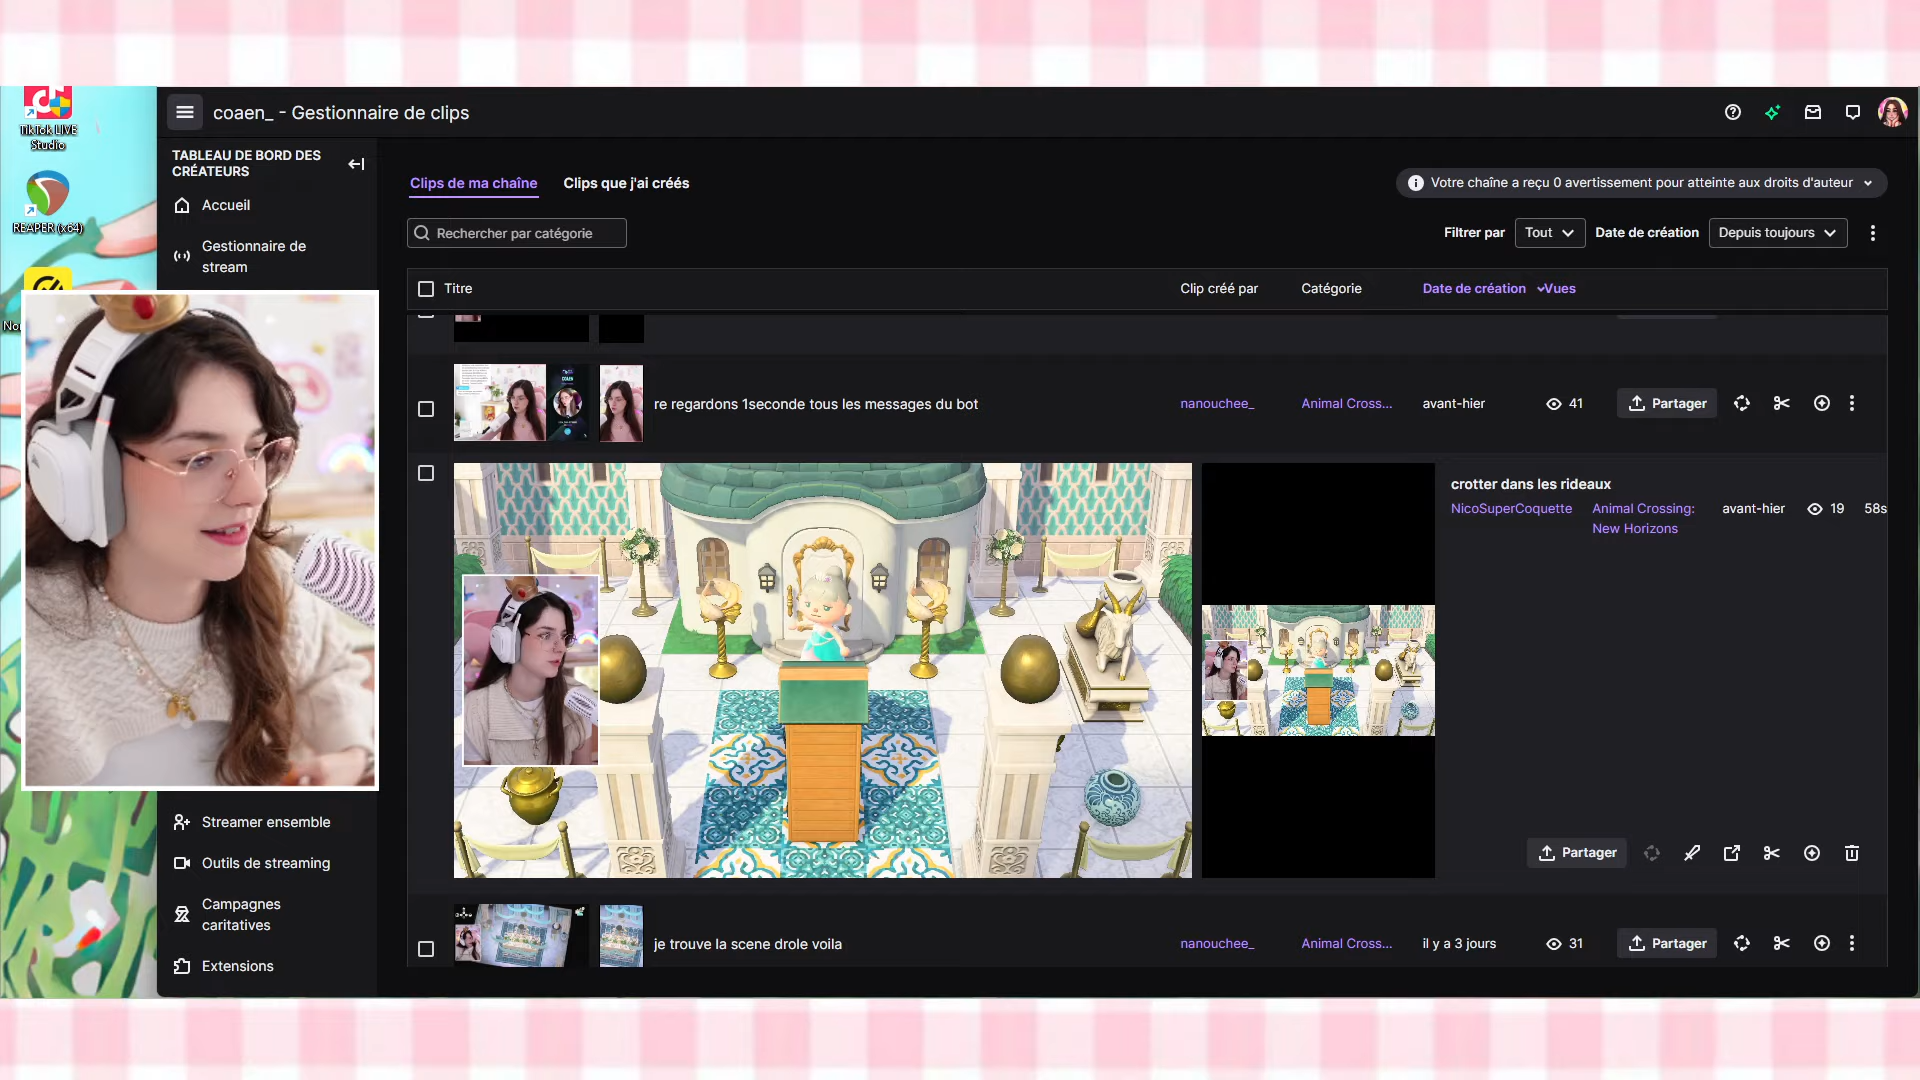 TikTok LIVE
Studio
REAPER (x64)
coaen_ - Gestionnaire de clips
TABLEAU DE BORD DES
CRÉATEURS
Accueil
Gestionnaire de
stream
Streamer ensemble
Outils de streaming
Campagnes
caritatives
Extensions
Clips de ma chaîne
Clips que j'ai créés
Votre chaîne a reçu 0 avertissement pour atteinte aux droits d'auteur
Rechercher par catégorie
Filtrer par
Tout
Date de création
Depuis toujours
Titre
Clip créé par
Catégorie
Date de création
Vues
re regardons 1seconde tous les messages du bot
nanouchee_
Animal Cross...
avant-hier
41
Partager
crotter dans les rideaux
NicoSuperCoquette
Animal Crossing:
New Horizons
avant-hier
19
58s
Partager
je trouve la scene drole voila
nanouchee_
Animal Cross...
il y a 3 jours
31
Partager